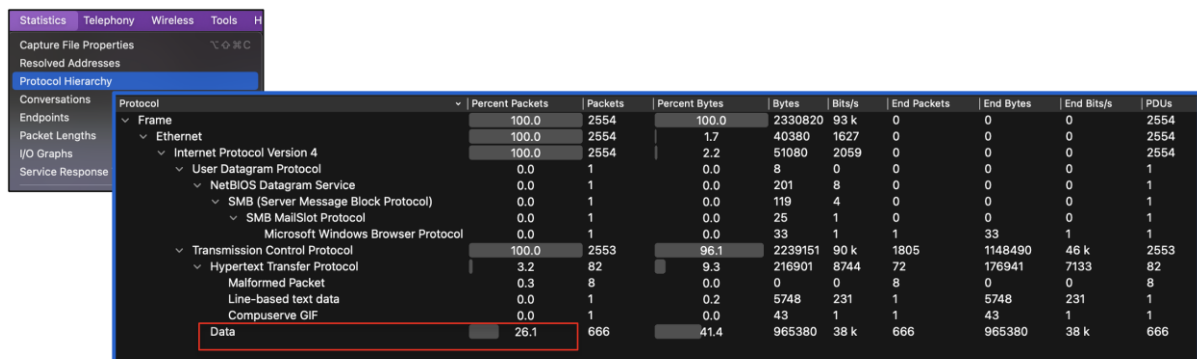 Statistics Telephony Wireless Tools H
Capture File Properties ⌥⇧⌘C
Resolved Addresses
Protocol Hierarchy
Conversations
Endpoints
Packet Lengths
I/O Graphs
Service Response
Protocol Percent Packets Packets Percent Bytes Bytes Bits/s End Packets End Bytes End Bits/s PDUs
Frame 100.0 2554 100.0 2330820 93 k 0 0 0 2554
Ethernet 100.0 2554 1.7 40380 1627 0 0 0 2554
Internet Protocol Version 4 100.0 2554 2.2 51080 2059 0 0 0 2554
User Datagram Protocol 0.0 1 0.0 8 0 0 0 0 1
NetBIOS Datagram Service 0.0 1 0.0 201 8 0 0 0 1
SMB (Server Message Block Protocol) 0.0 1 0.0 119 4 0 0 0 1
SMB MailSlot Protocol 0.0 1 0.0 25 1 0 0 0 1
Microsoft Windows Browser Protocol 0.0 1 0.0 33 1 1 33 1 1
Transmission Control Protocol 100.0 2553 96.1 2239151 90 k 1805 1148490 46 k 2553
Hypertext Transfer Protocol 3.2 82 9.3 216901 8744 72 176941 7133 82
Malformed Packet 0.3 8 0.0 0 0 8 0 0 8
Line-based text data 0.0 1 0.2 5748 231 1 5748 231 1
Compuserve GIF 0.0 1 0.0 43 1 1 43 1 1
Data 26.1 666 41.4 965380 38 k 666 965380 38 k 666